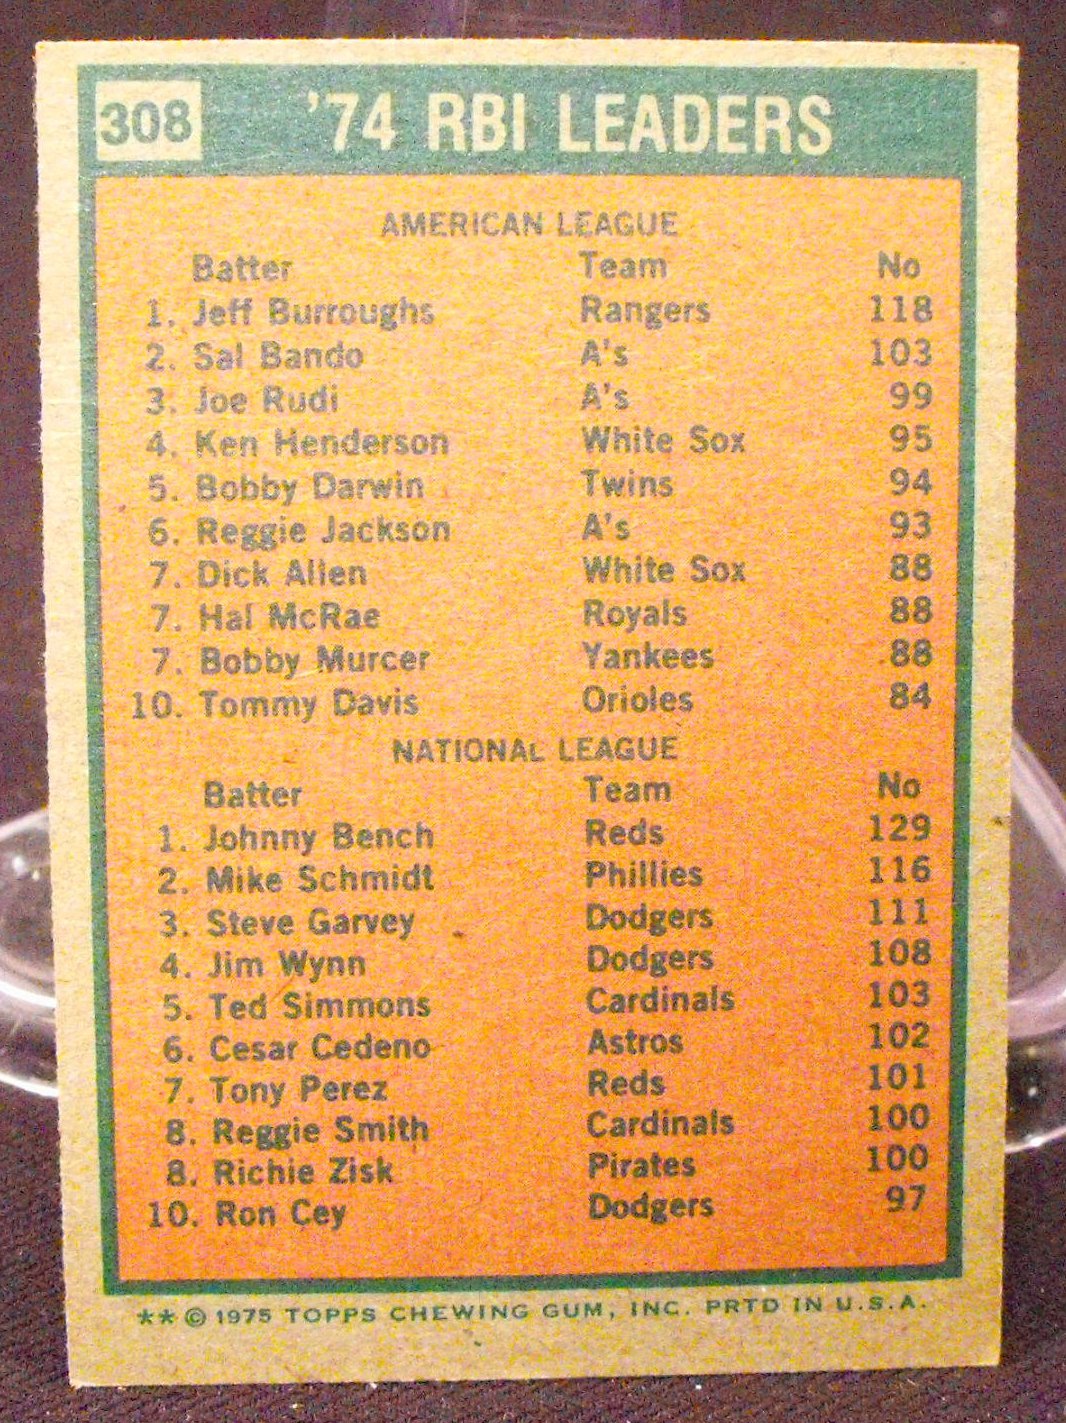 308 '74 RBI LEADERS
AMERICAN LEAGUE
Batter Team No
1. Jeff Burroughs Rangers 118
2. Sal Bando A's 103
3. Joe Rudi A's 99
4. Ken Henderson White Sox 95
5. Bobby Darwin Twins 94
6. Reggie Jackson A's 93
7. Dick Allen White Sox 88
7. Hal McRae Royals 88
7. Bobby Murcer Yankees 88
10. Tommy Davis Orioles 84
NATIONAL LEAGUE
Batter Team No
1. Johnny Bench Reds 129
2. Mike Schmidt Phillies 116
3. Steve Garvey Dodgers 111
4. Jim Wynn Dodgers 108
5. Ted Simmons Cardinals 103
6. Cesar Cedeno Astros 102
7. Tony Perez Reds 101
8. Reggie Smith Cardinals 100
8. Richie Zisk Pirates 100
10. Ron Cey Dodgers 97
** © 1975 TOPPS CHEWING GUM, INC. PRTD IN U.S.A.